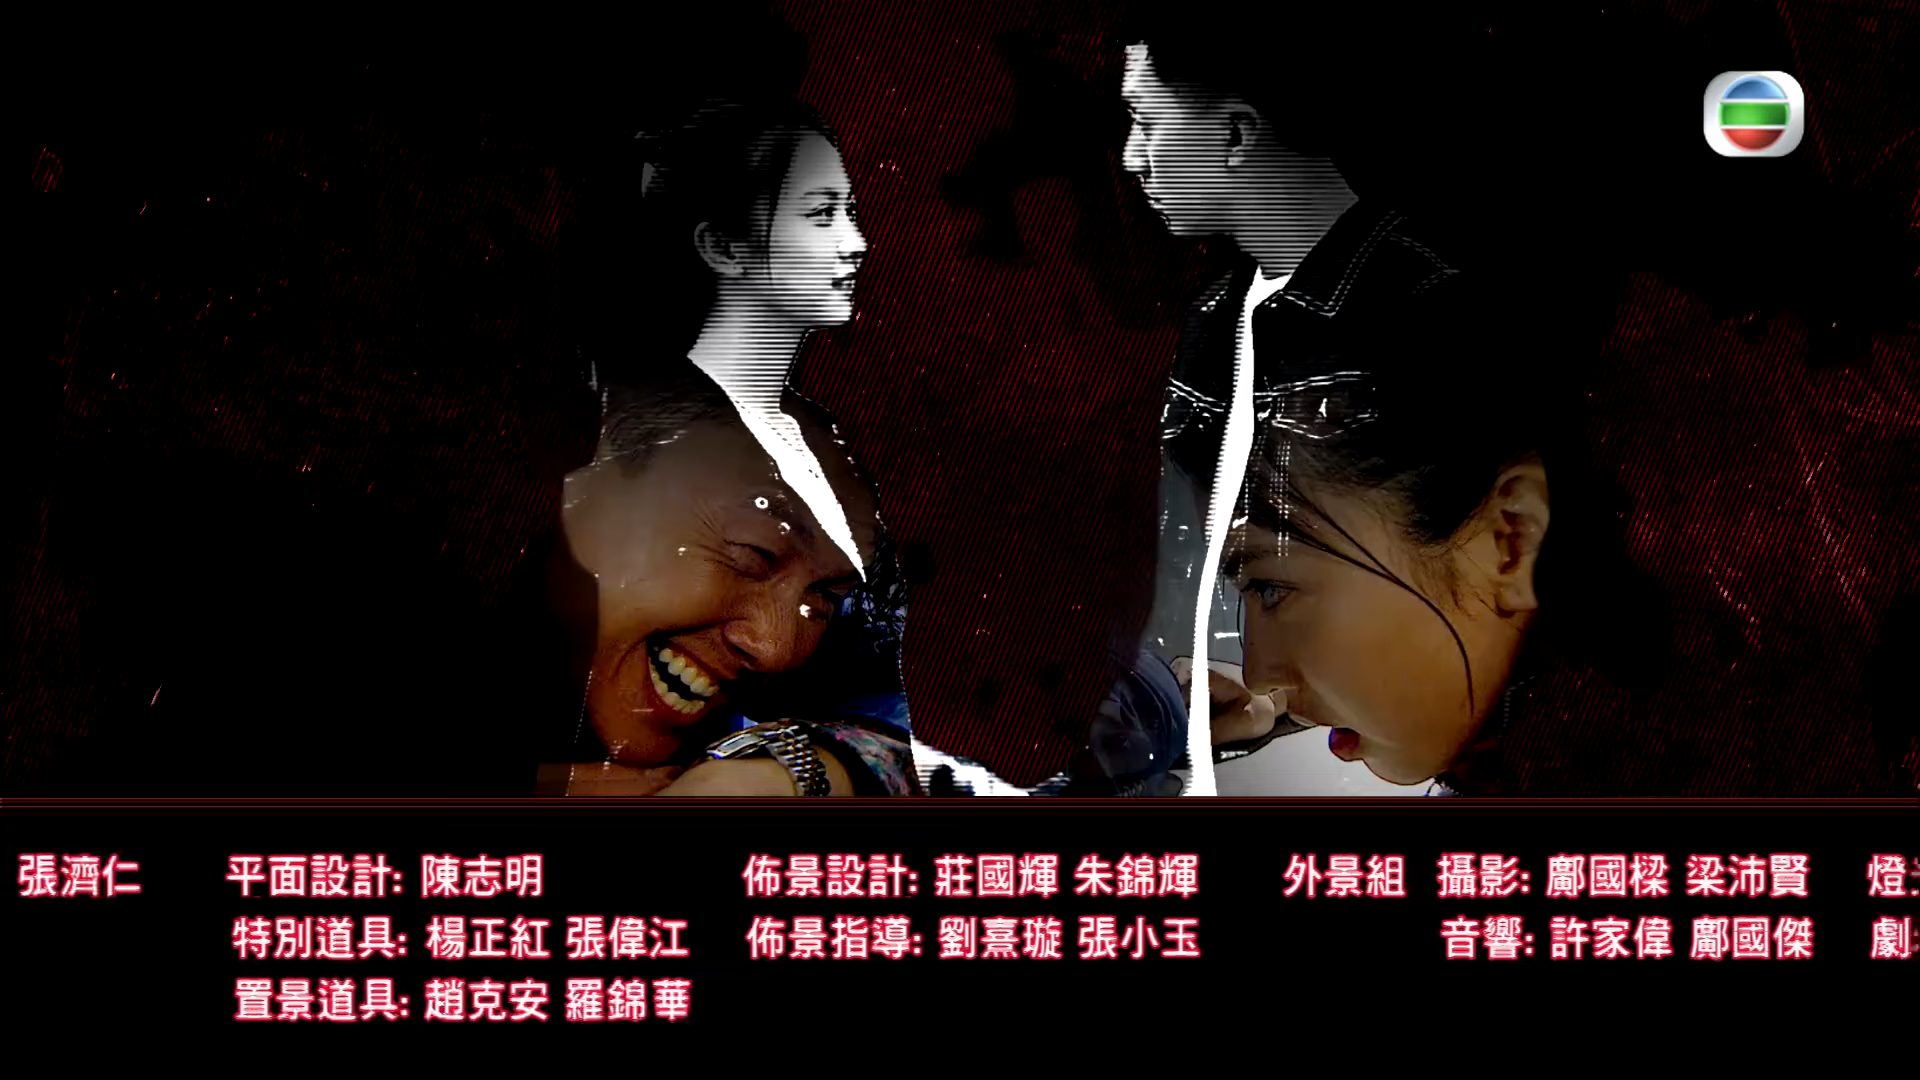 張濟仁 平面設計: 陳志明 佈景設計: 莊國輝 朱錦輝 外景組 攝影: 鄺國樑 梁沛賢 燈
特別道具: 楊正紅 張偉江 佈景指導: 劉熹璇 張小玉 音響: 許家偉 鄺國傑 劇
置景道具: 趙克安 羅錦華